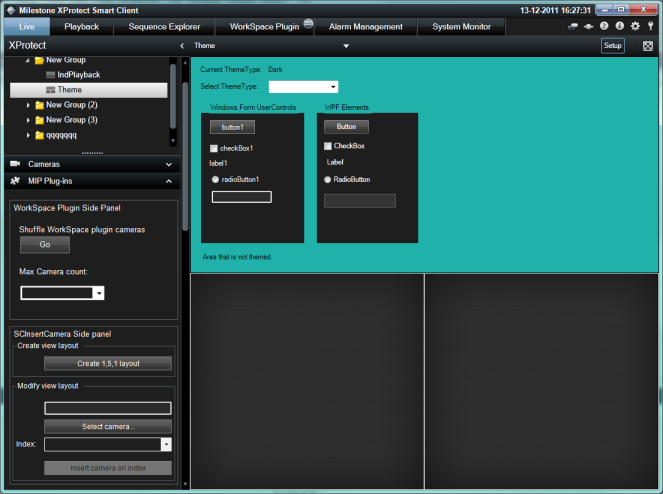 Milestone XProtect Smart Client
13-12-2011 16:27:31
Live
Playback
Sequence Explorer
WorkSpace Plugin
Alarm Management
System Monitor
XProtect
Theme
Setup
New Group
IndPlayback
Theme
New Group (2)
New Group (3)
qqqqqqq
Cameras
MIP Plug-ins
WorkSpace Plugin Side Panel
Shuffle WorkSpace plugin cameras
Go
Max Camera count:
SCInsertCamera Side panel
Create view layout
Create 1,5,1 layout
Modify view layout
Select camera...
Index:
Insert camera on index
Current ThemeType: Dark
Select ThemeType:
Windows Form UserControls
button1
checkBox1
label1
radioButton1
WPF Elements
Button
CheckBox
Label
RadioButton
Area that is not themed.